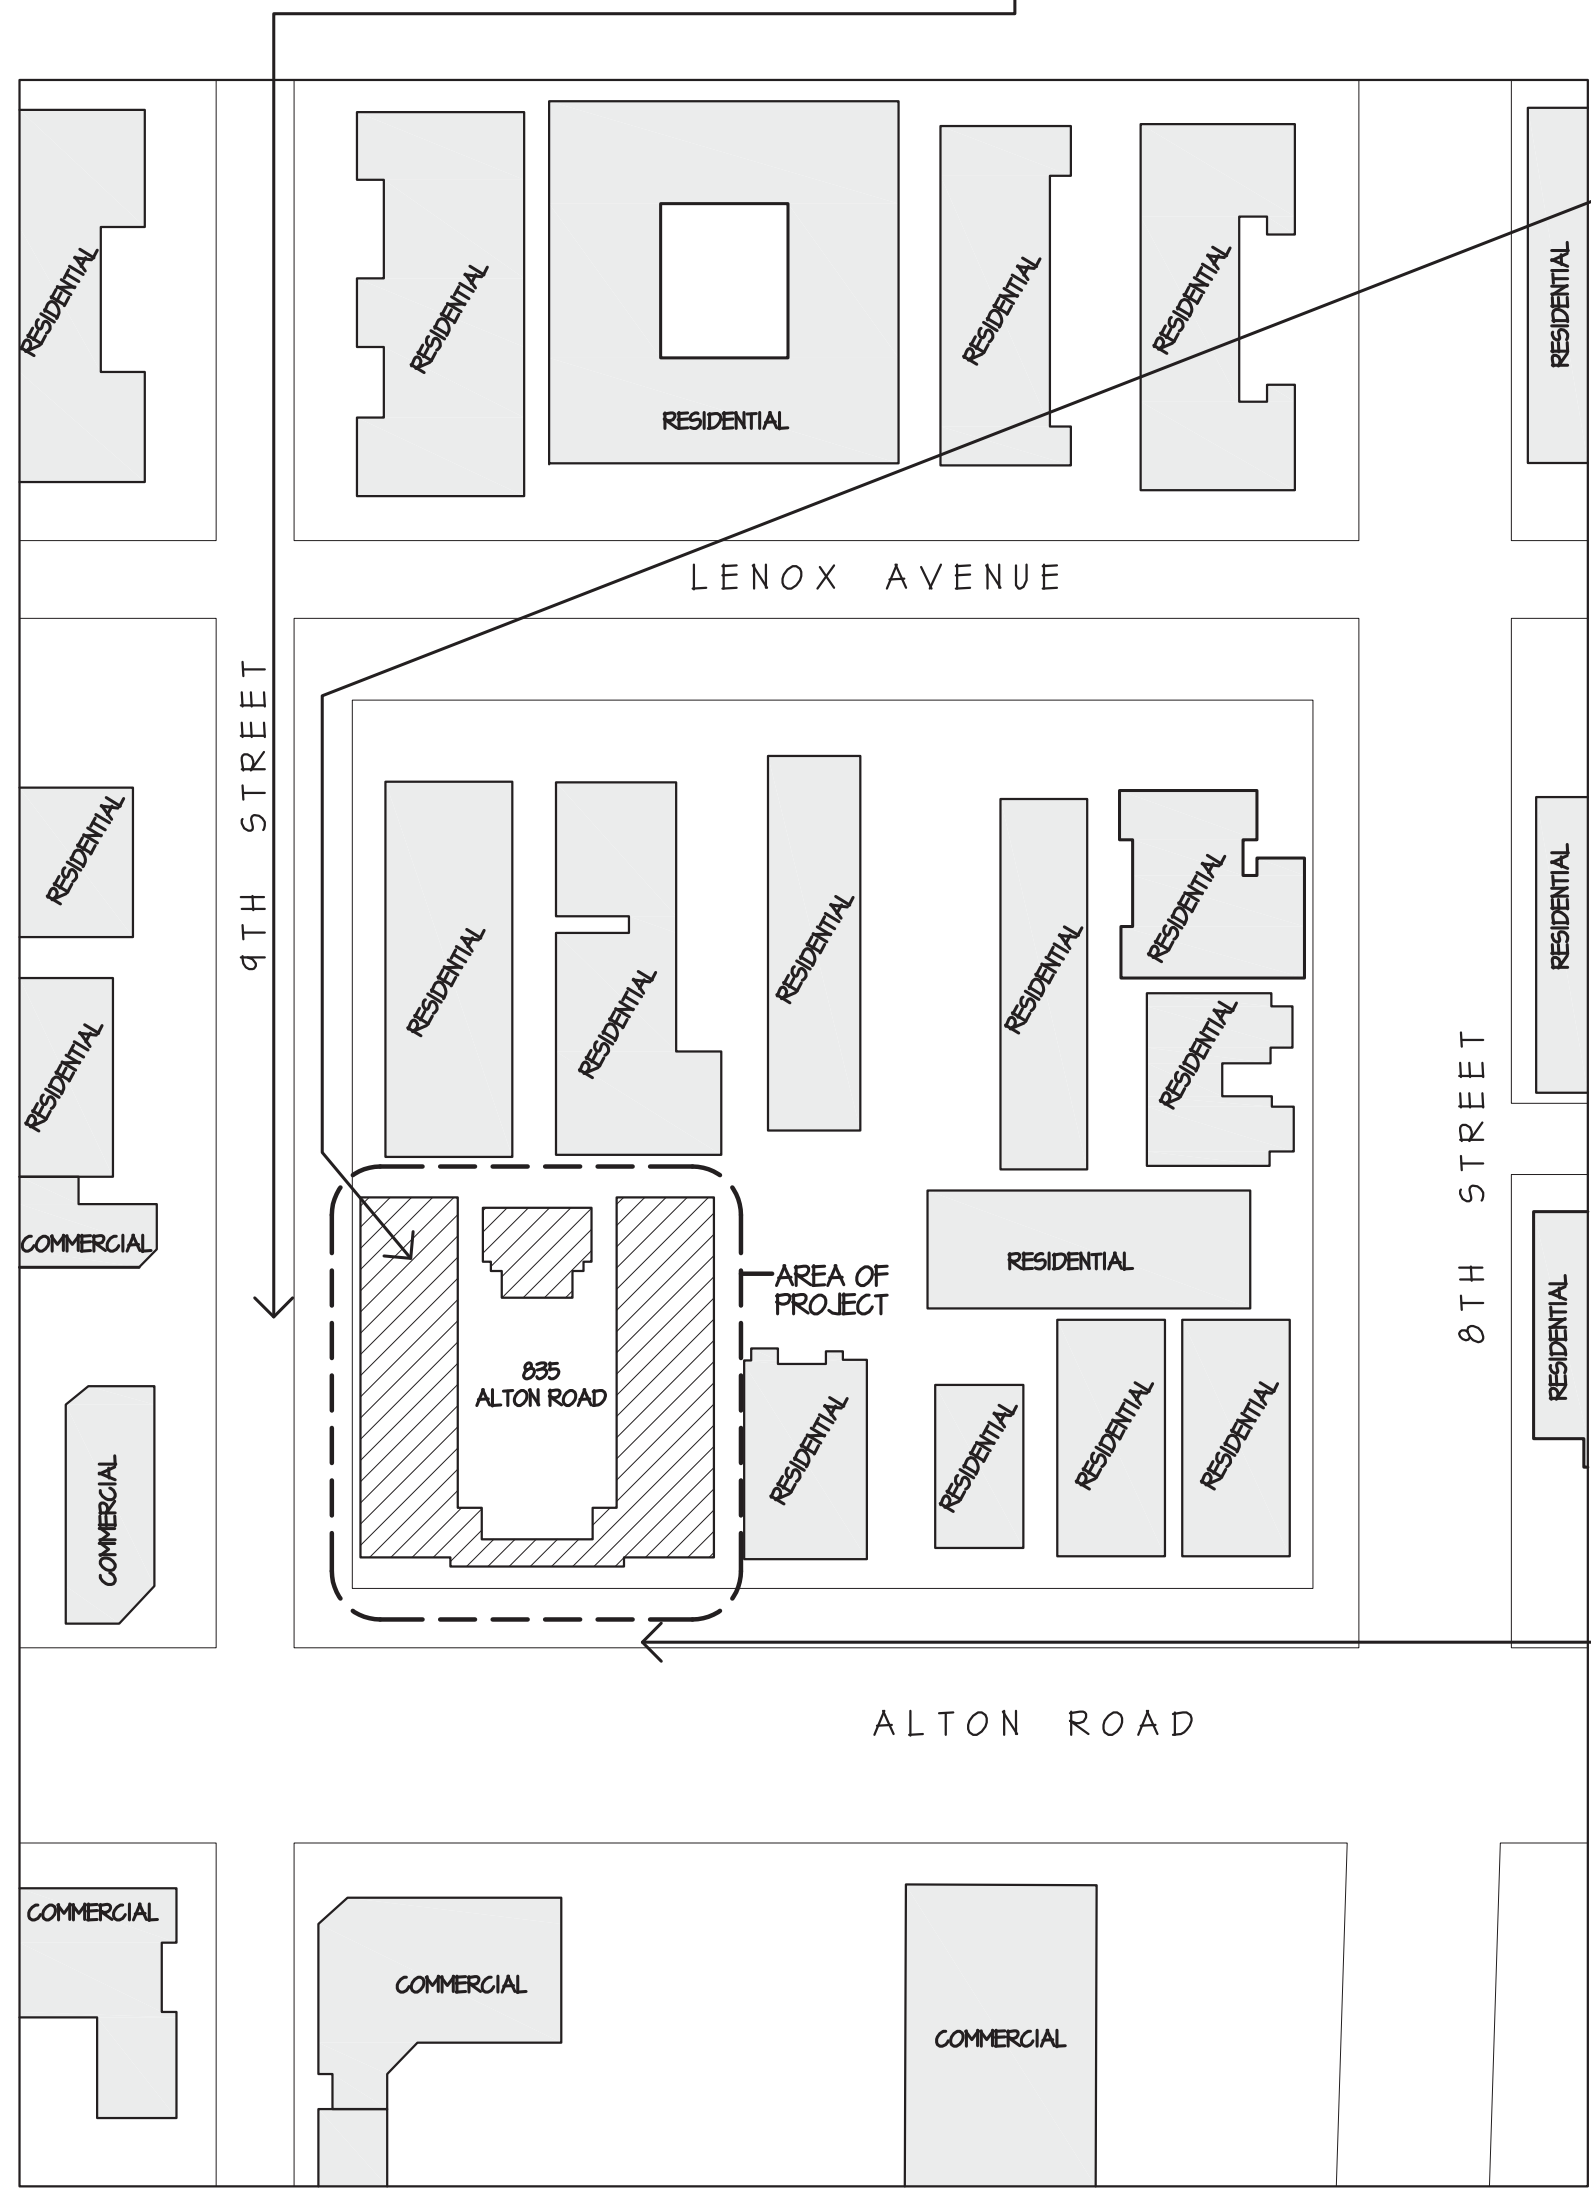 RESIDENTIAL
RESIDENTIAL
RESIDENTIAL
RESIDENTIAL
RESIDENTIAL
RESIDENTIAL
LENOX AVENUE
9TH STREET
RESIDENTIAL
RESIDENTIAL
RESIDENTIAL
RESIDENTIAL
RESIDENTIAL
RESIDENTIAL
RESIDENTIAL
RESIDENTIAL
RESIDENTIAL
RESIDENTIAL
8TH STREET
COMMERCIAL
RESIDENTIAL
AREA OF
PROJECT
835
ALTON ROAD
RESIDENTIAL
RESIDENTIAL
RESIDENTIAL
RESIDENTIAL
RESIDENTIAL
COMMERCIAL
ALTON ROAD
COMMERCIAL
COMMERCIAL
COMMERCIAL